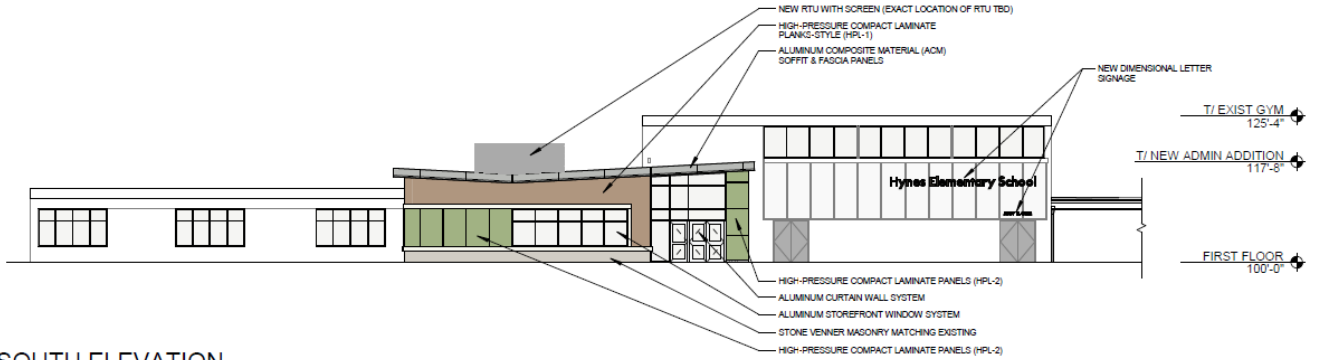 NEW RTU WITH SCREEN (EXACT LOCATION OF RTU TBD)
HIGH-PRESSURE COMPACT LAMINATE
PLANKS-STYLE (HPL-1)
ALUMINUM COMPOSITE MATERIAL (ACM)
SOFFIT & FASCIA PANELS
NEW DIMENSIONAL LETTER
SIGNAGE
T/ EXIST GYM
125'-4"
T/ NEW ADMIN ADDITION
117'-8"
Hynes Elementary School
FIRST FLOOR
100'-0"
HIGH-PRESSURE COMPACT LAMINATE PANELS (HPL-2)
ALUMINUM CURTAIN WALL SYSTEM
ALUMINUM STOREFRONT WINDOW SYSTEM
STONE VENNER MASONRY MATCHING EXISTING
HIGH-PRESSURE COMPACT LAMINATE PANELS (HPL-2)
SOUTH ELEVATION